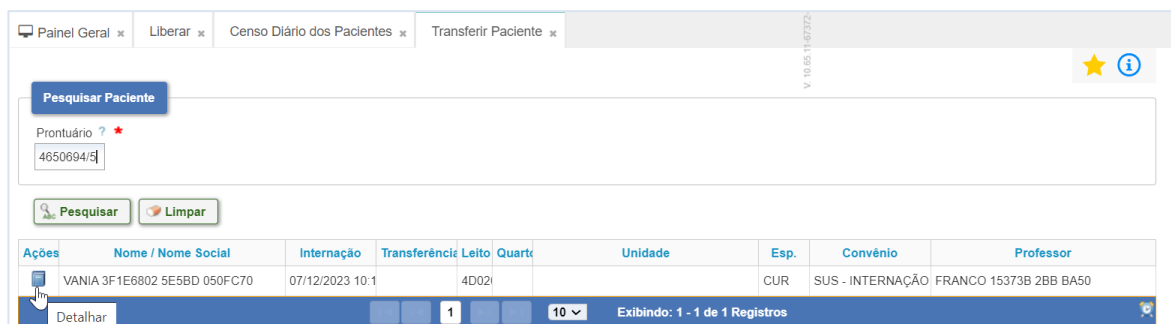 Painel Geral × Liberar × Censo Diário dos Pacientes × Transferir Paciente ×
V. 10.65.11-67372-
Pesquisar Paciente
Prontuário ? *
4650694/5
Pesquisar Limpar
Ações Nome / Nome Social Internação Transferência Leito Quarto Unidade Esp. Convênio Professor
VANIA 3F1E6802 5E5BD 050FC70 07/12/2023 10:1 4D020 CUR SUS - INTERNAÇÃO FRANCO 15373B 2BB BA50
Detalhar 1 10 Exibindo: 1 - 1 de 1 Registros